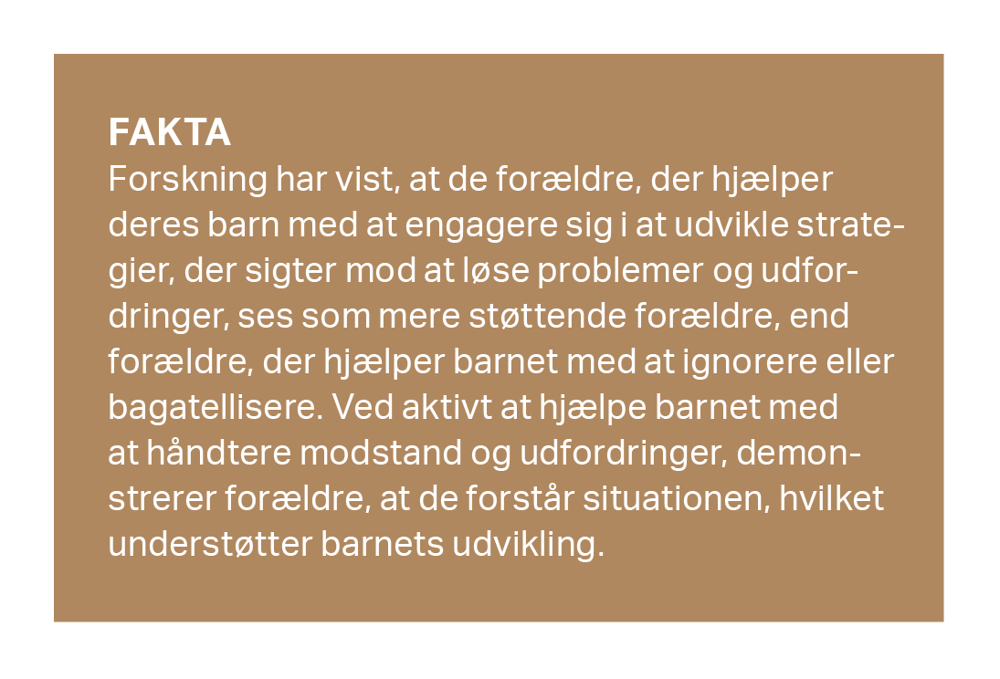 FAKTA
Forskning har vist, at de forældre, der hjælper
deres barn med at engagere sig i at udvikle strate-
gier, der sigter mod at løse problemer og udfor-
dringer, ses som mere støttende forældre, end
forældre, der hjælper barnet med at ignorere eller
bagatellisere. Ved aktivt at hjælpe barnet med
at håndtere modstand og udfordringer, demon-
strerer forældre, at de forstår situationen, hvilket
understøtter barnets udvikling.